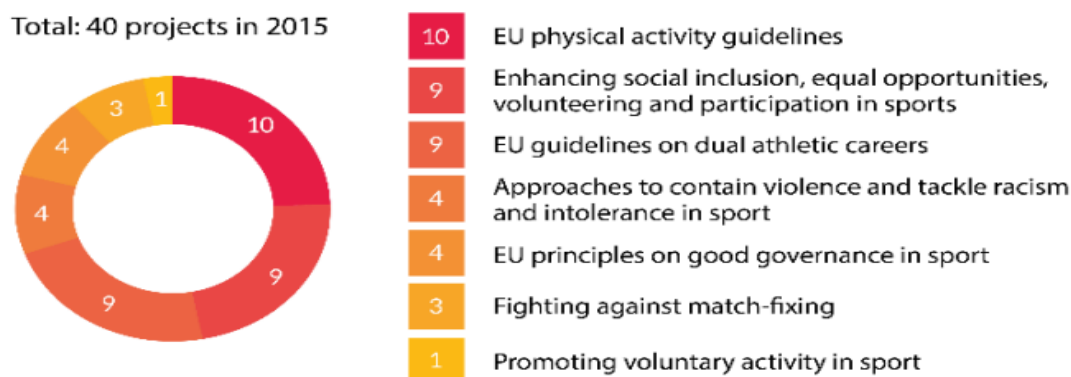 Total: 40 projects in 2015
10
9
9
4
4
3
1
10 EU physical activity guidelines
9 Enhancing social inclusion, equal opportunities,
volunteering and participation in sports
9 EU guidelines on dual athletic careers
4 Approaches to contain violence and tackle racism
and intolerance in sport
4 EU principles on good governance in sport
3 Fighting against match-fixing
1 Promoting voluntary activity in sport